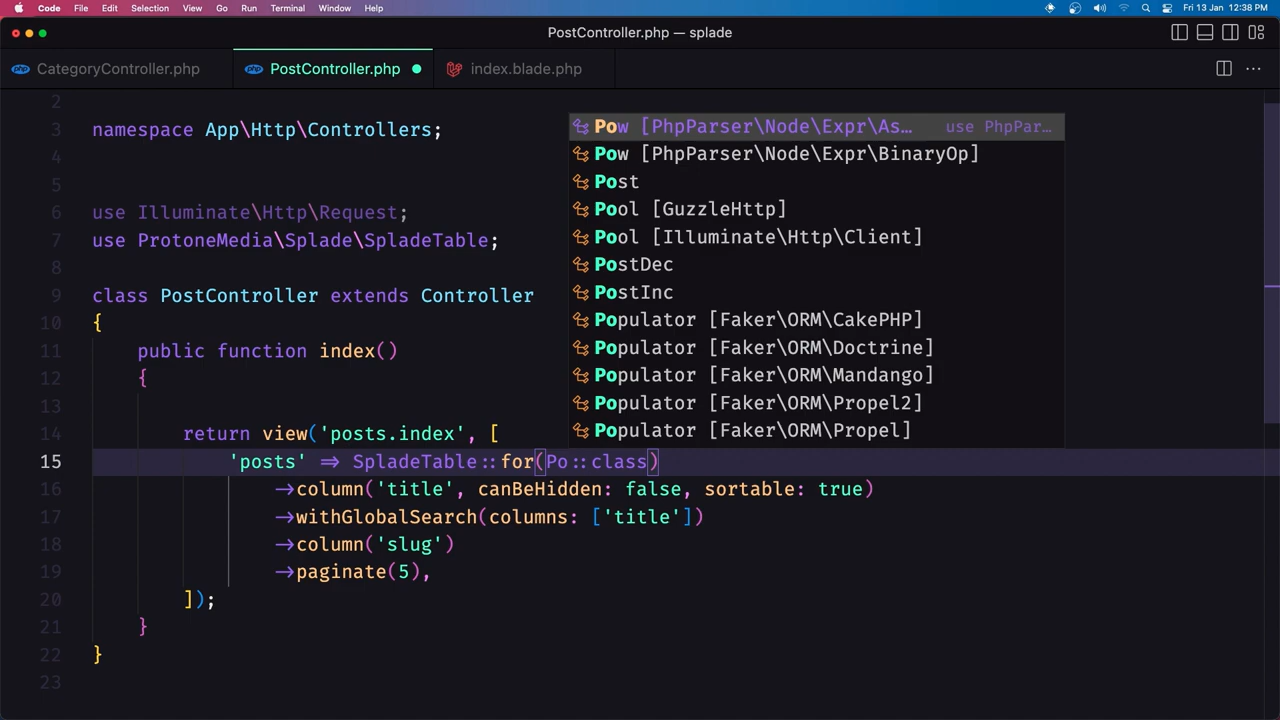 Code File Edit Selection View Go Run Terminal Window Help Fri 13 Jan 12:38 PM
PostController.php — splade
CategoryController.php PostController.php index.blade.php
2
3 namespace App\Http\Controllers;
4
5
6 use Illuminate\Http\Request;
7 use ProtoneMedia\Splade\SpladeTable;
8
9 class PostController extends Controller
10 {
11 public function index()
12 {
13
14 return view('posts.index', [
15 'posts' => SpladeTable::for(Po::class)
16 ->column('title', canBeHidden: false, sortable: true)
17 ->withGlobalSearch(columns: ['title'])
18 ->column('slug')
19 ->paginate(5),
20 ]);
21 }
22 }
23
Pow [PhpParser\Node\Expr\As… use PhpPar…
Pow [PhpParser\Node\Expr\BinaryOp]
Post
Pool [GuzzleHttp]
Pool [Illuminate\Http\Client]
PostDec
PostInc
Populator [Faker\ORM\CakePHP]
Populator [Faker\ORM\Doctrine]
Populator [Faker\ORM\Mandango]
Populator [Faker\ORM\Propel2]
Populator [Faker\ORM\Propel]